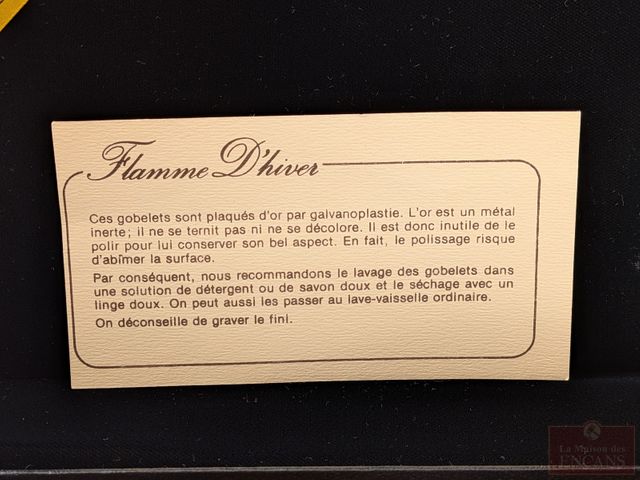 Flamme D'hiver
Ces gobelets sont plaqués d'or par galvanoplastie. L'or est un métal
inerte; il ne se ternit pas ni ne se décolore. Il est donc inutile de le
polir pour lui conserver son bel aspect. En fait, le polissage risque
d'abîmer la surface.
Par conséquent, nous recommandons le lavage des gobelets dans
une solution de détergent ou de savon doux et le séchage avec un
linge doux. On peut aussi les passer au lave-vaisselle ordinaire.
On déconseille de graver le fini.
La Maison des
ENCANS